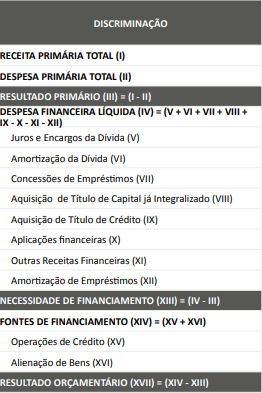 DISCRIMINAÇÃO
RECEITA PRIMÁRIA TOTAL (I)
DESPESA PRIMÁRIA TOTAL (II)
RESULTADO PRIMÁRIO (III) = (I - II)
DESPESA FINANCEIRA LÍQUIDA (IV) = (V + VI + VII + VIII +
IX - X - XI - XII)
Juros e Encargos da Dívida (V)
Amortização da Dívida (VI)
Concessões de Empréstimos (VII)
Aquisição de Título de Capital já Integralizado (VIII)
Aquisição de Título de Crédito (IX)
Aplicações financeiras (X)
Outras Receitas Financeiras (XI)
Amortização de Empréstimos (XII)
NECESSIDADE DE FINANCIAMENTO (XIII) = (IV - III)
FONTES DE FINANCIAMENTO (XIV) = (XV + XVI)
Operações de Crédito (XV)
Alienação de Bens (XVI)
RESULTADO ORÇAMENTÁRIO (XVII) = (XIV - XIII)